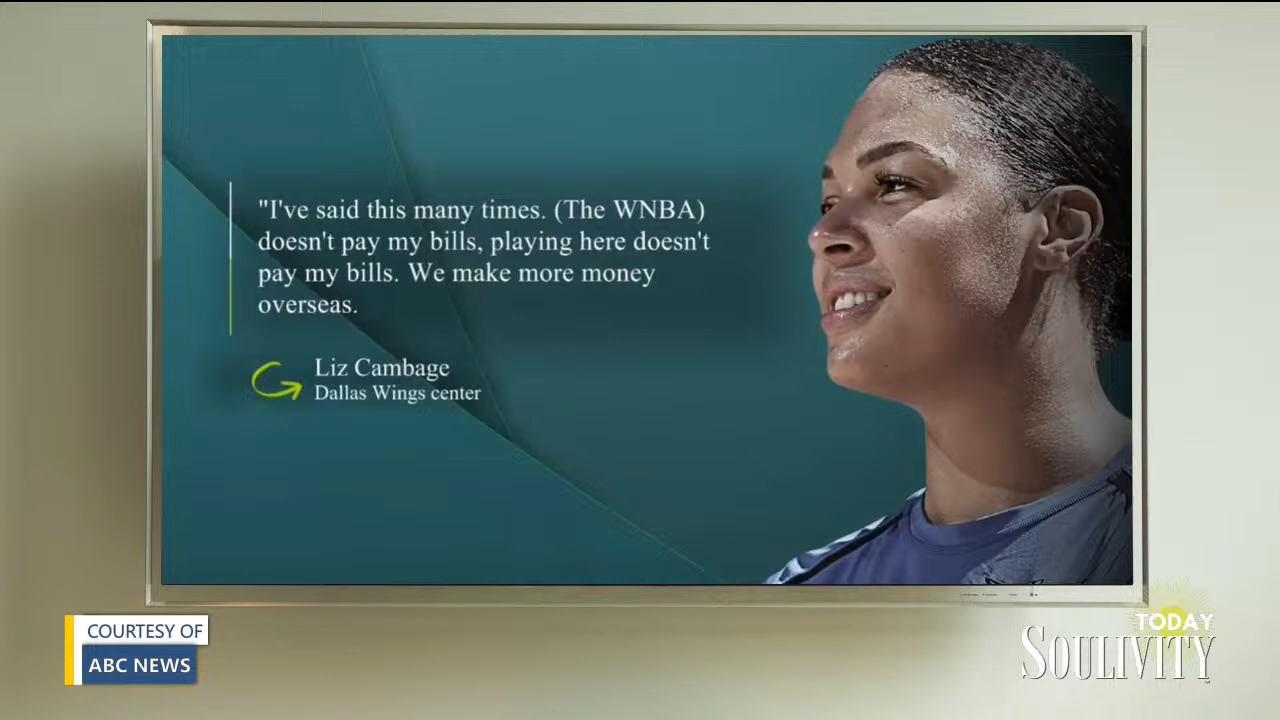 "I've said this many times. (The WNBA)
doesn't pay my bills, playing here doesn't
pay my bills. We make more money
overseas.
Liz Cambage
Dallas Wings center
COURTESY OF
ABC NEWS
TODAY
SOULIVITY